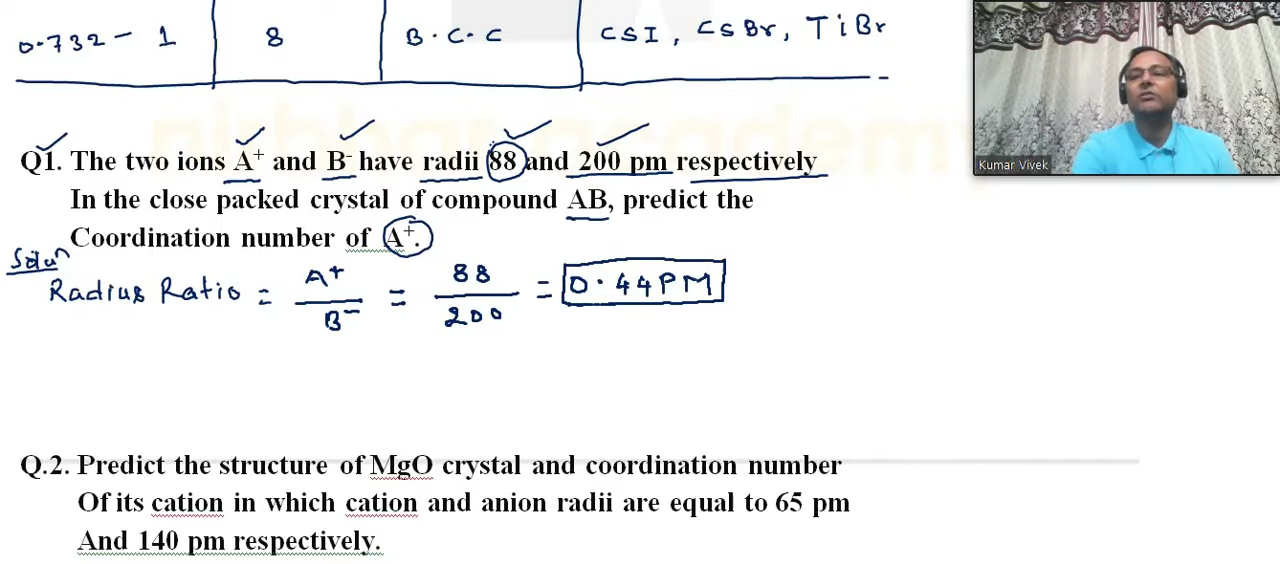 0.732 - 1 8 B.C.C CSI, CSBr, TiBr
Q1. The two ions A⁺ and B⁻ have radii 88 and 200 pm respectively
In the close packed crystal of compound AB, predict the
Coordination number of A⁺.
Solun
Radius Ratio = A⁺/B⁻ = 88/200 = 0.44PM
Q.2. Predict the structure of MgO crystal and coordination number
Of its cation in which cation and anion radii are equal to 65 pm
And 140 pm respectively.
Kumar Vivek